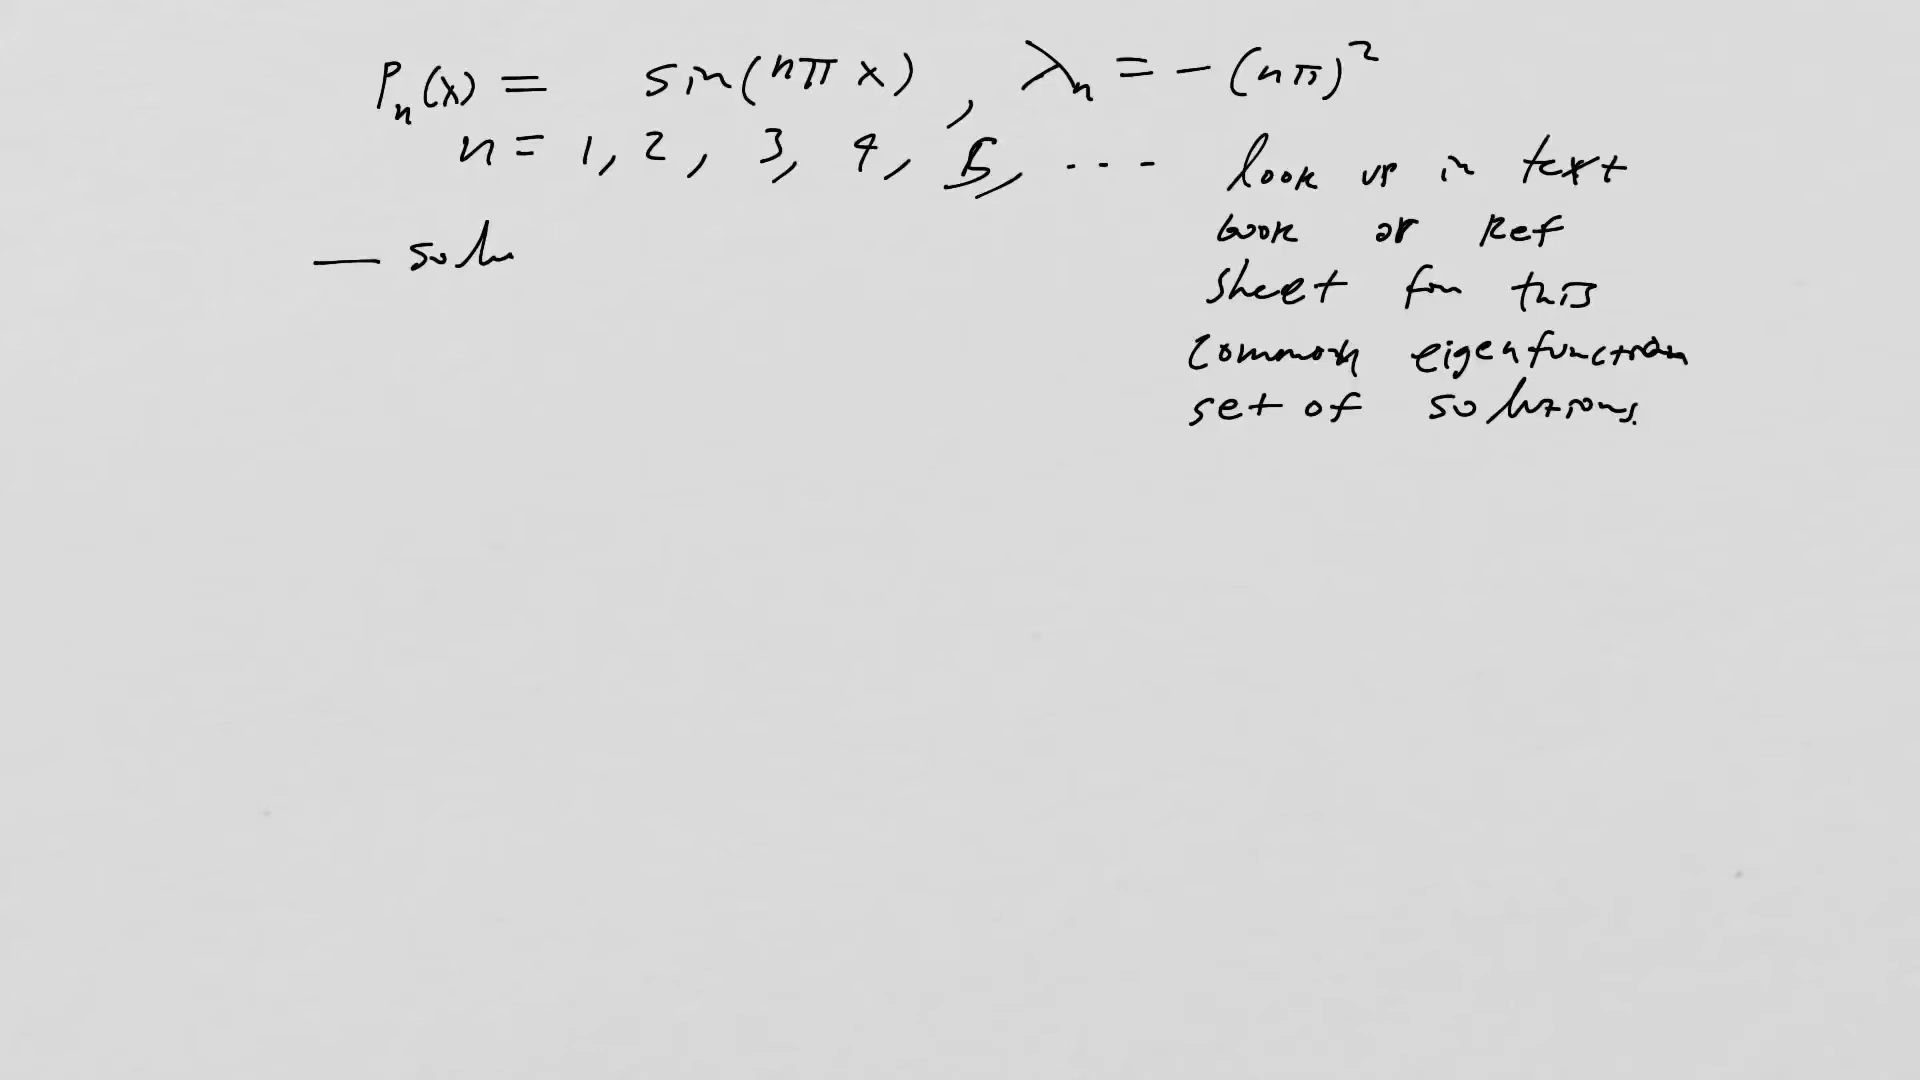 Pn(x) = sin(nπ x), λn = -(nπ)²
n = 1, 2, 3, 4, 5, ...
look up in text
book or Ref
sheet for this
common eigenfunction
set of solutions.
— soln